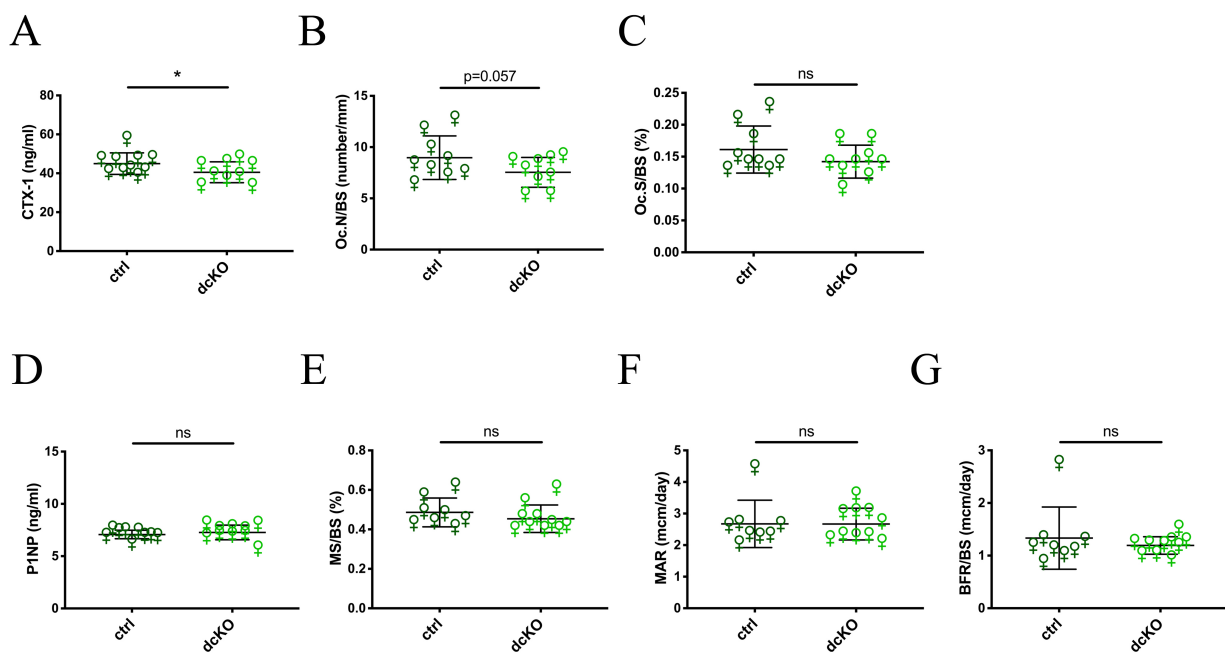 A
B
C
*
p=0.057
ns
CTX-1 (ng/ml)
80
60
40
20
0
ctrl
dcKO
Oc.N/BS (number/mm)
15
10
5
0
ctrl
dcKO
Oc.S/BS (%)
0.25
0.20
0.15
0.10
0.05
0.00
ctrl
dcKO
D
E
F
G
ns
ns
ns
ns
P1NP (ng/ml)
15
10
5
0
ctrl
dcKO
MS/BS (%)
0.8
0.6
0.4
0.2
0.0
ctrl
dcKO
MAR (mcm/day)
5
4
3
2
1
0
ctrl
dcKO
BFR/BS (mcm/day)
3
2
1
0
ctrl
dcKO